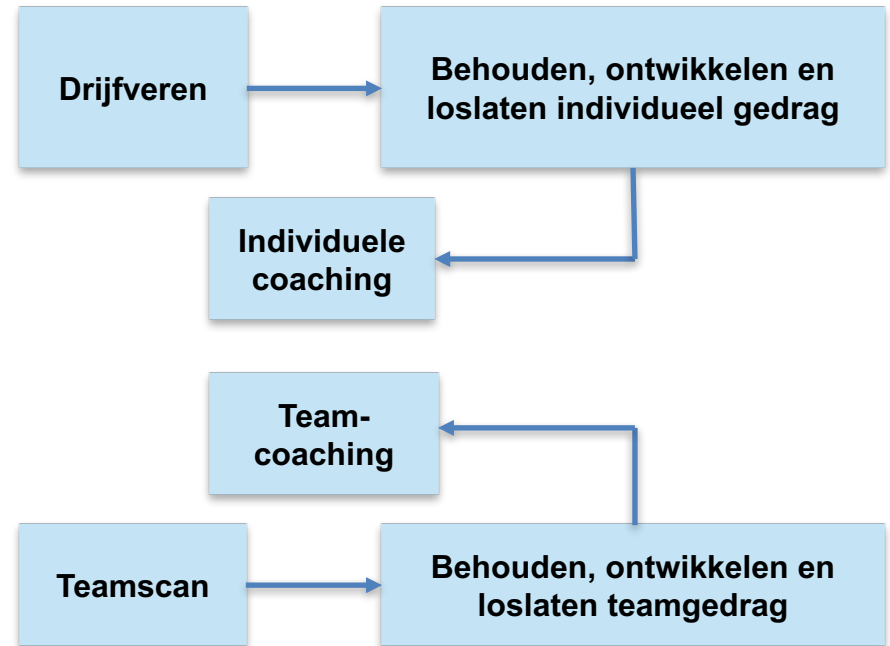 Drijfveren
Behouden, ontwikkelen en
loslaten individueel gedrag
Individuele
coaching
Team-
coaching
Teamscan
Behouden, ontwikkelen en
loslaten teamgedrag